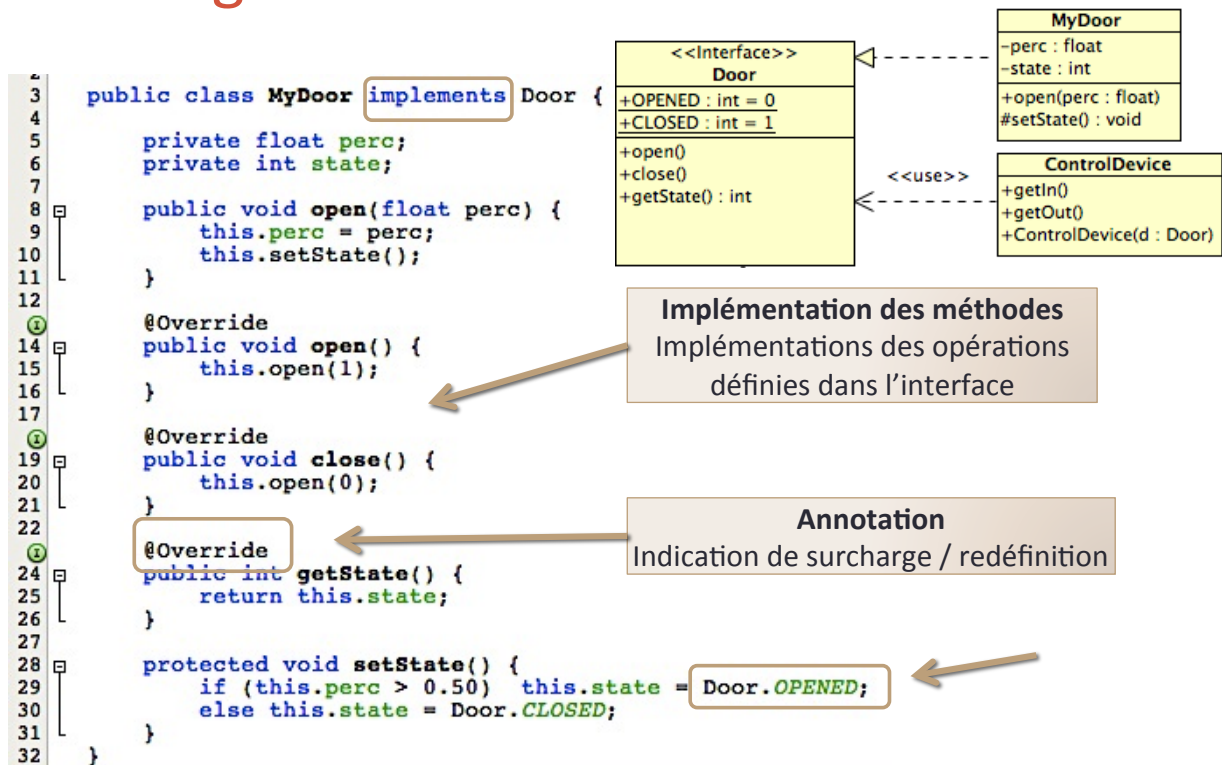 g
MyDoor
-perc : float
-state : int
+open(perc : float)
#setState() : void
<<Interface>>
Door
+OPENED : int = 0
+CLOSED : int = 1
+open()
+close()
+getState() : int
<<use>>
ControlDevice
+getIn()
+getOut()
+ControlDevice(d : Door)
2
3 public class MyDoor implements Door {
4
5 private float perc;
6 private int state;
7
8 public void open(float perc) {
9 this.perc = perc;
10 this.setState();
11 }
12
@Override
14 public void open() {
15 this.open(1);
16 }
17
@Override
19 public void close() {
20 this.open(0);
21 }
22
@Override
24 public int getState() {
25 return this.state;
26 }
27
28 protected void setState() {
29 if (this.perc > 0.50) this.state = Door.OPENED;
30 else this.state = Door.CLOSED;
31 }
32 }
Implémentation des méthodes
Implémentations des opérations
définies dans l'interface
Annotation
Indication de surcharge / redéfinition